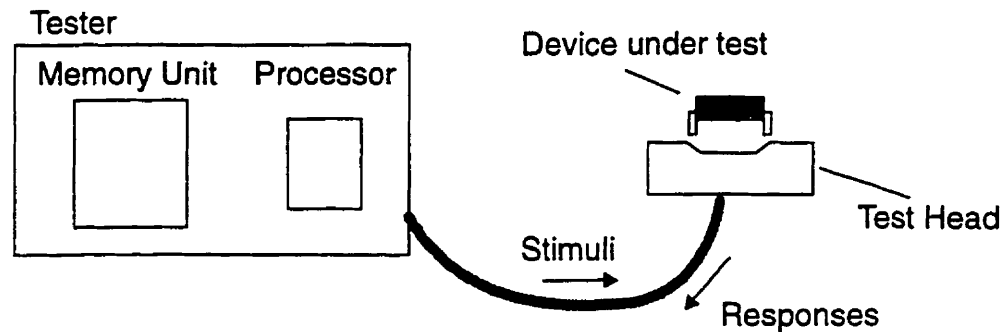 Tester
Memory Unit
Processor
Device under test
Test Head
Stimuli
Responses